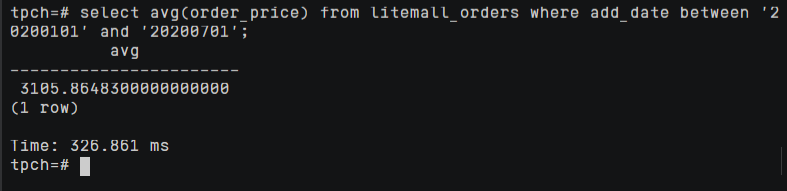 tpch=# select avg(order_price) from litemall_orders where add_date between '2
0200101' and '20200701';
          avg
-----------------------
 3105.8648300000000000
(1 row)

Time: 326.861 ms
tpch=#